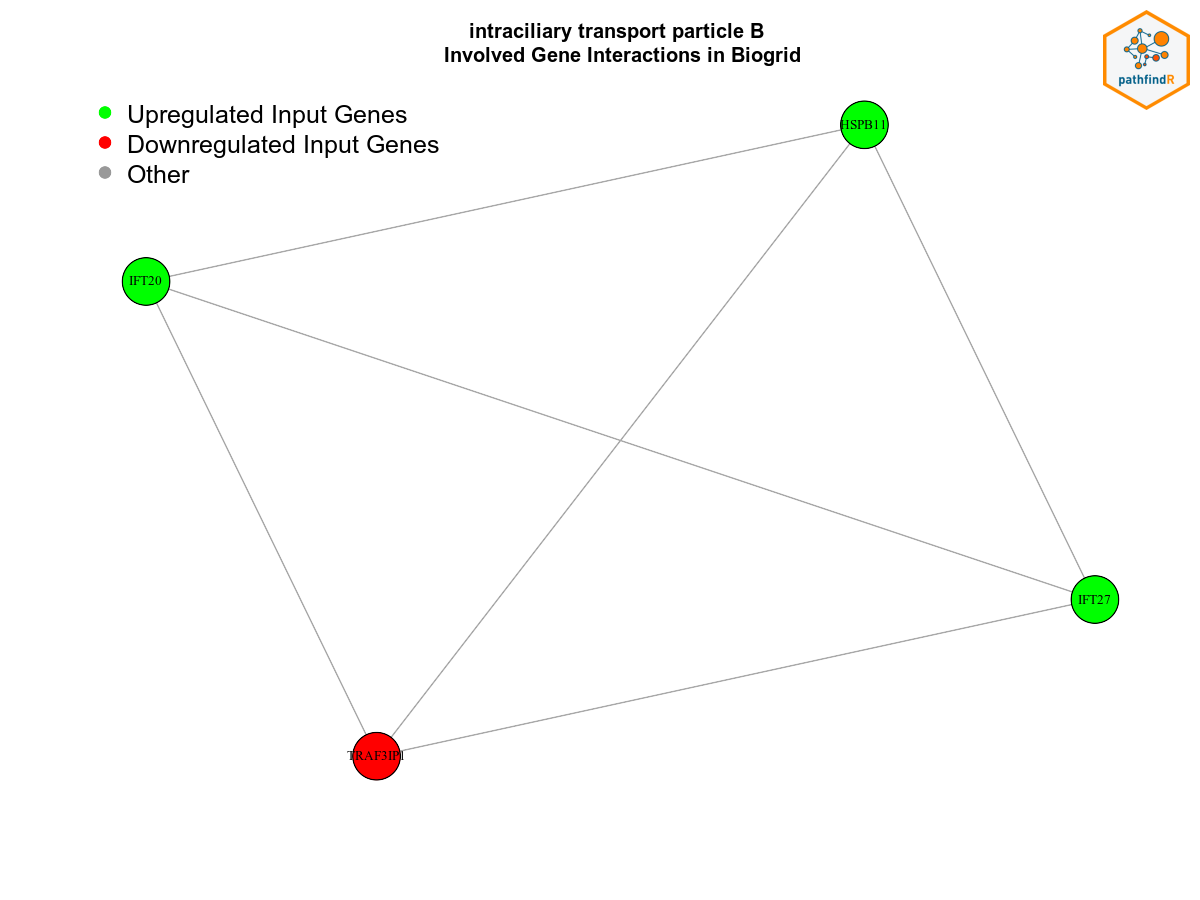 intraciliary transport particle B
Involved Gene Interactions in Biogrid
pathfindR
Upregulated Input Genes
Downregulated Input Genes
Other
HSPB11
IFT20
IFT27
TRAF3IP1